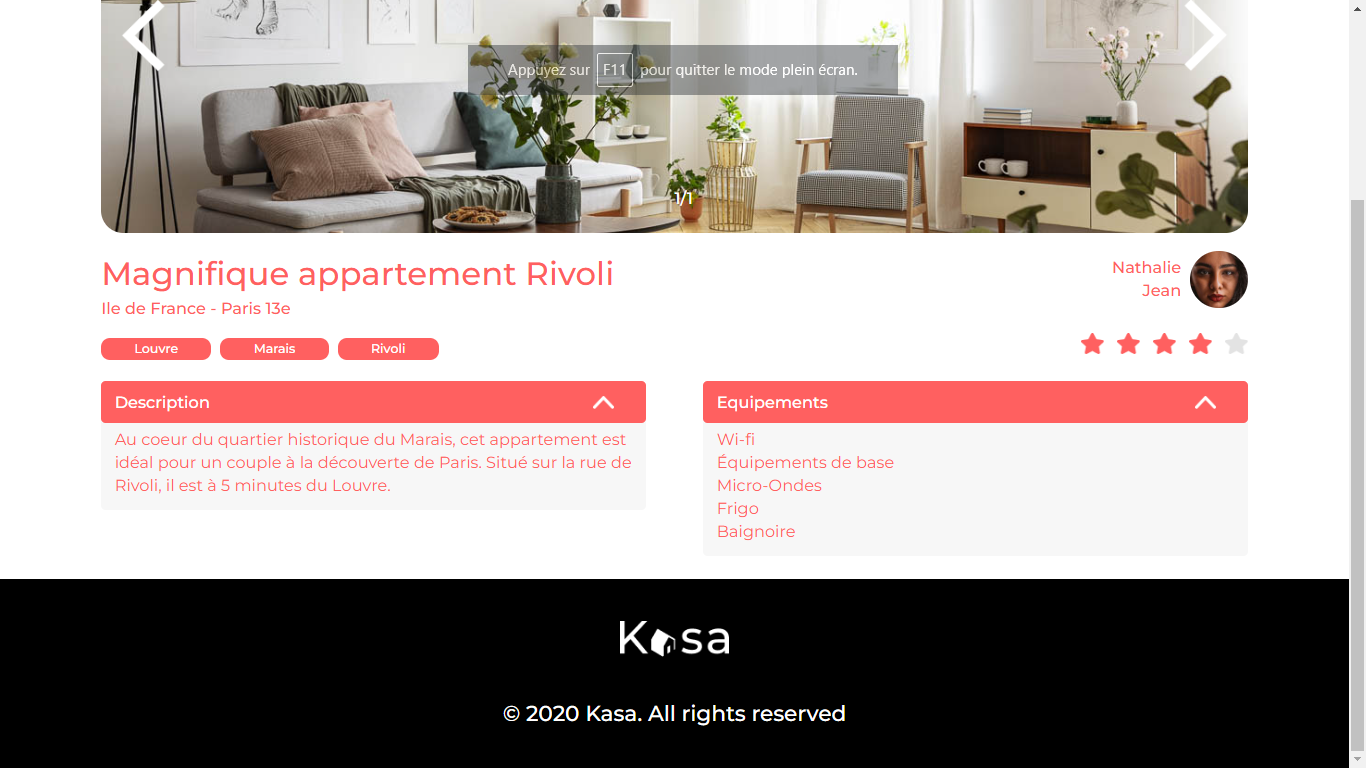 Appuyez sur F11 pour quitter le mode plein écran.
1/1
Magnifique appartement Rivoli
Nathalie
Jean
Ile de France - Paris 13e
Louvre Marais Rivoli
Description
Au coeur du quartier historique du Marais, cet appartement est
idéal pour un couple à la découverte de Paris. Situé sur la rue de
Rivoli, il est à 5 minutes du Louvre.
Equipements
Wi-fi
Équipements de base
Micro-Ondes
Frigo
Baignoire
Kasa
© 2020 Kasa. All rights reserved